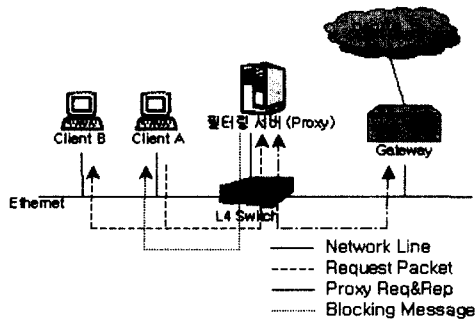 필터링 서버 (Proxy)
Client B
Client A
Gateway
Ethernet
L4 Switch
Network Line
Request Packet
Proxy Req&Rep
Blocking Message